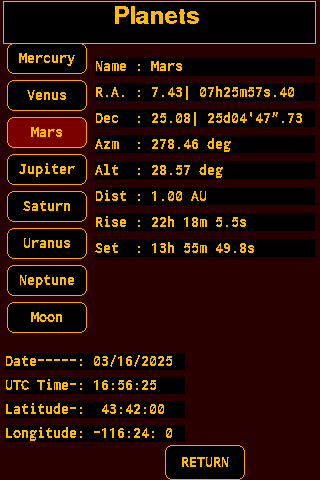 Planets
Mercury
Venus
Mars
Jupiter
Saturn
Uranus
Neptune
Moon
Name : Mars
R.A. : 7.43| 07h25m57s.40
Dec  : 25.08| 25d04'47".73
Azm  : 278.46 deg
Alt  : 28.57 deg
Dist : 1.00 AU
Rise : 22h 18m 5.5s
Set  : 13h 55m 49.8s
Date-----: 03/16/2025
UTC Time-: 16:56:25
Latitude-:  43:42:00
Longitude: -116:24: 0
RETURN